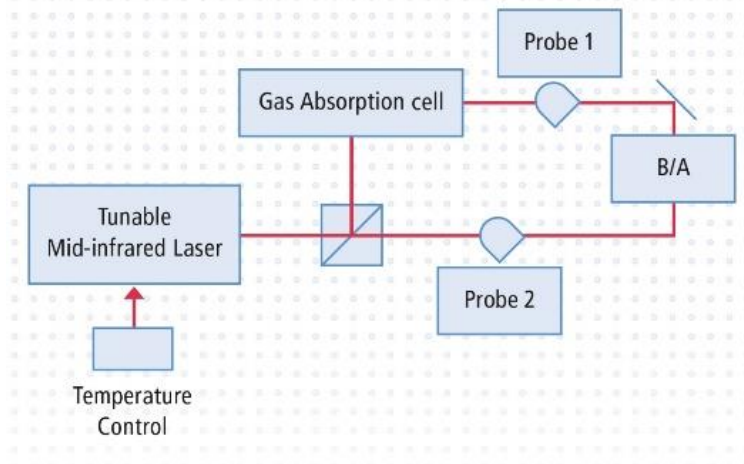 Probe 1
Gas Absorption cell
B/A
Tunable
Mid-infrared Laser
Probe 2
Temperature
Control